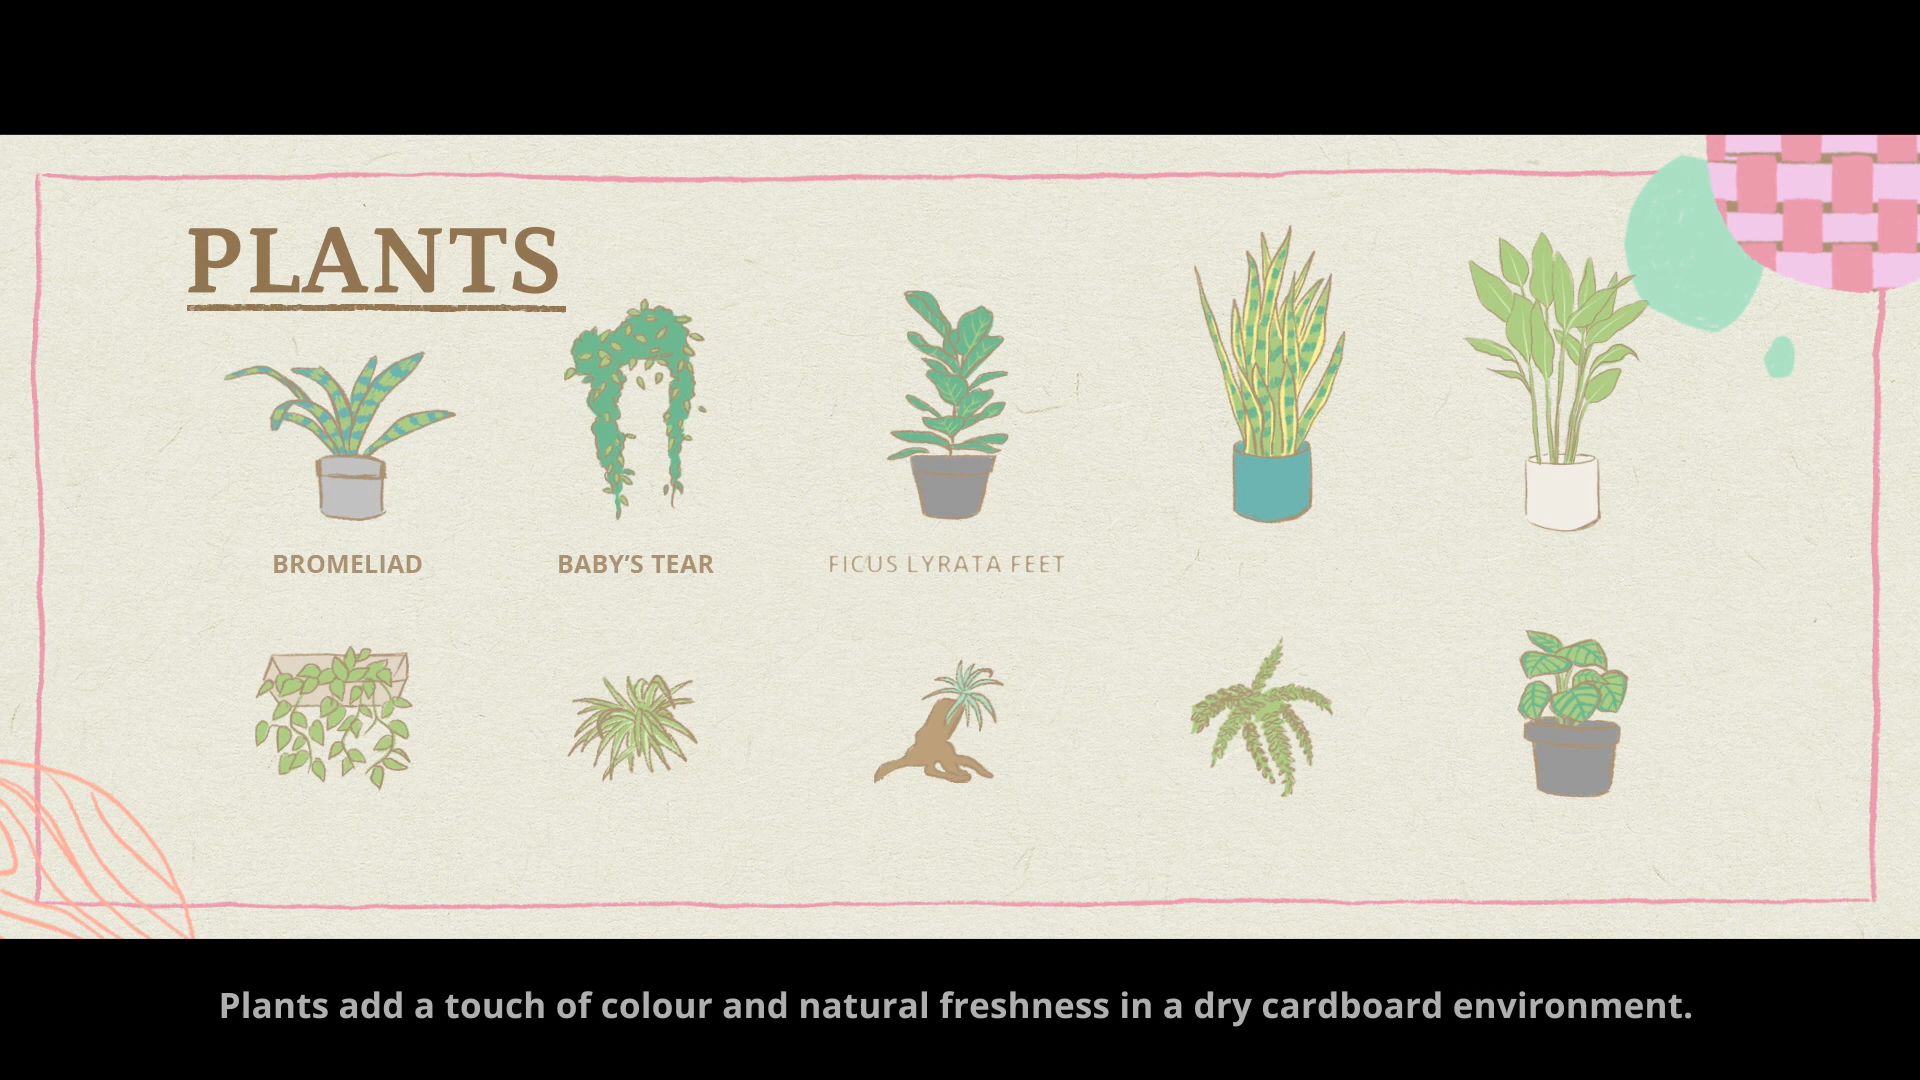 PLANTS
BROMELIAD
BABY'S TEAR
FICUS LYRATA FEET
Plants add a touch of colour and natural freshness in a dry cardboard environment.